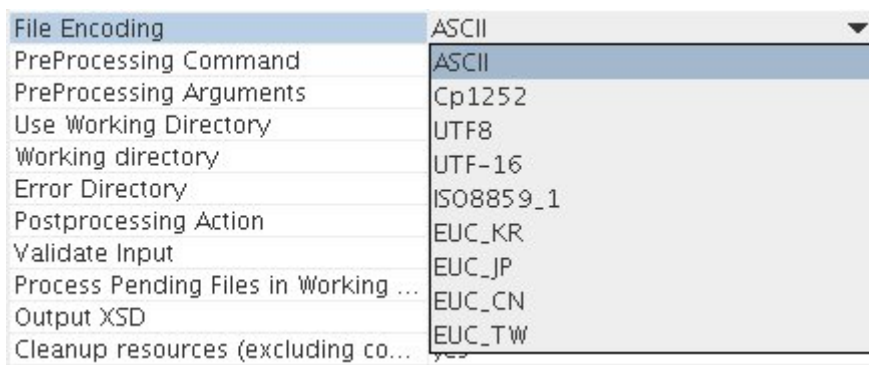 File Encoding ASCII
PreProcessing Command ASCII
PreProcessing Arguments Cp1252
Use Working Directory UTF8
Working directory UTF-16
Error Directory ISO8859_1
Postprocessing Action EUC_KR
Validate Input EUC_JP
Process Pending Files in Working ... EUC_CN
Output XSD EUC_TW
Cleanup resources (excluding co... yes